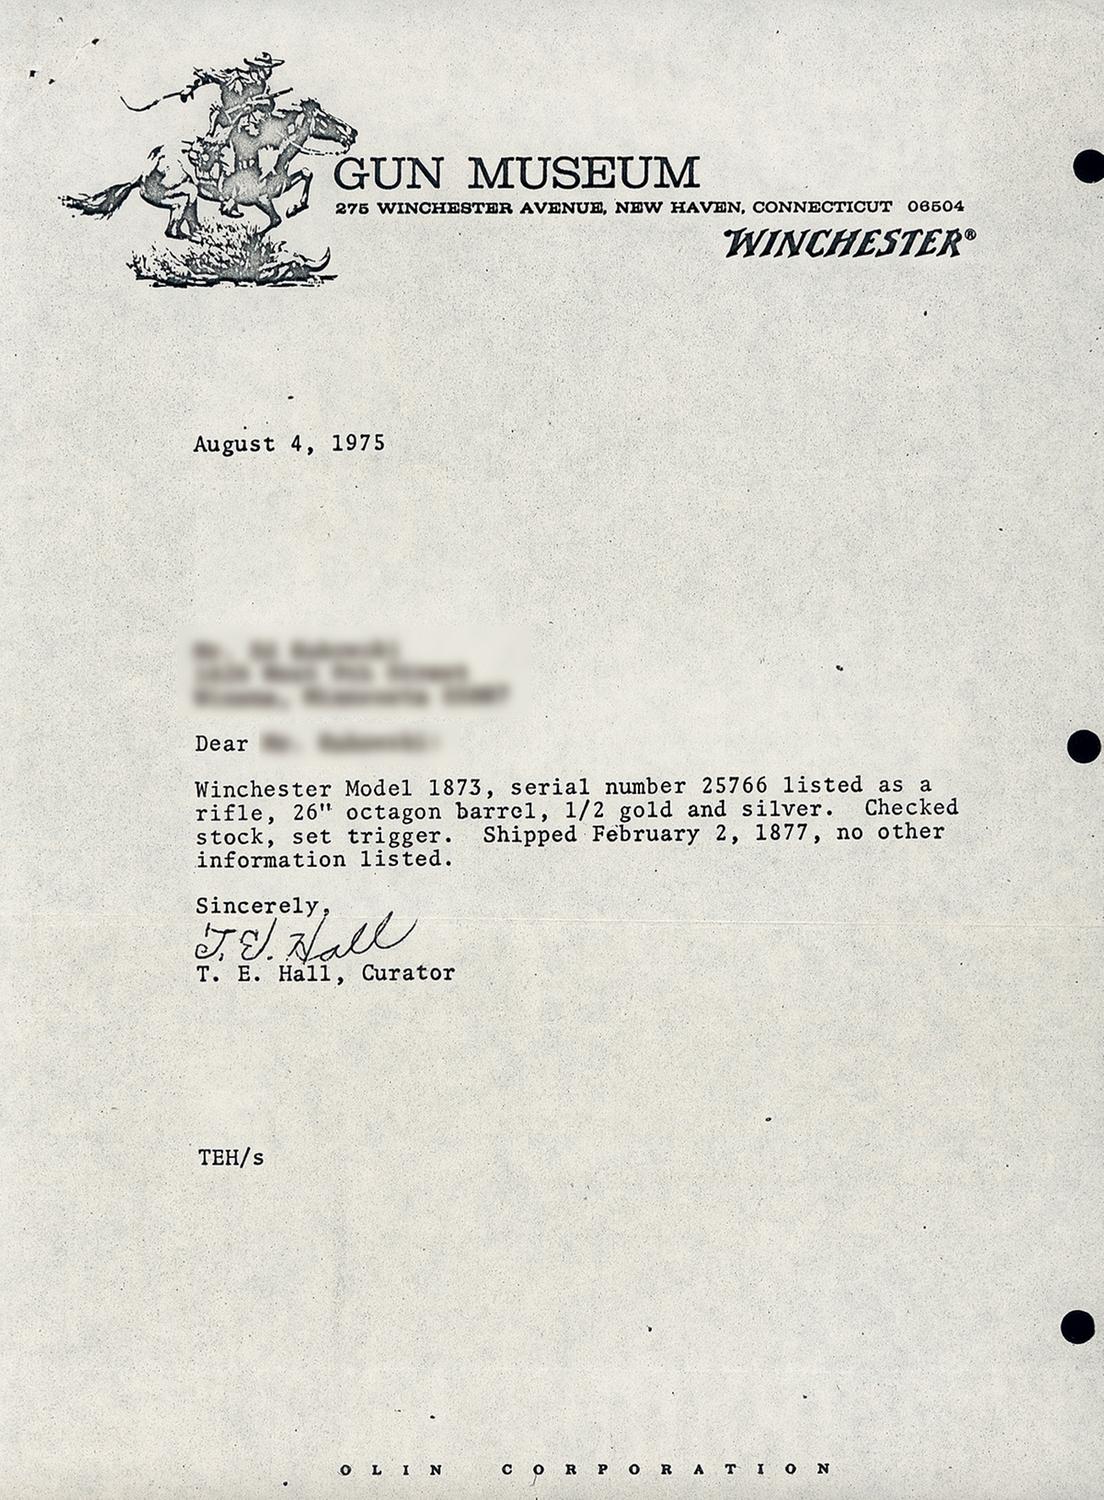 GUN MUSEUM
275 WINCHESTER AVENUE, NEW HAVEN, CONNECTICUT 06504
WINCHESTER®
August 4, 1975
Dear
Winchester Model 1873, serial number 25766 listed as a
rifle, 26" octagon barrel, 1/2 gold and silver. Checked
stock, set trigger. Shipped February 2, 1877, no other
information listed.
Sincerely,
T. E. Hall
T. E. Hall, Curator
TEH/s
OLIN CORPORATION